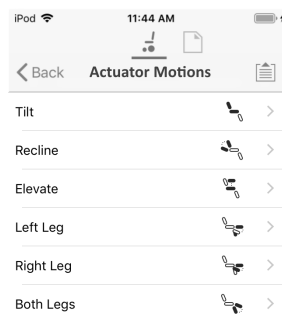 iPod 11:44 AM
Back Actuator Motions
Tilt
Recline
Elevate
Left Leg
Right Leg
Both Legs